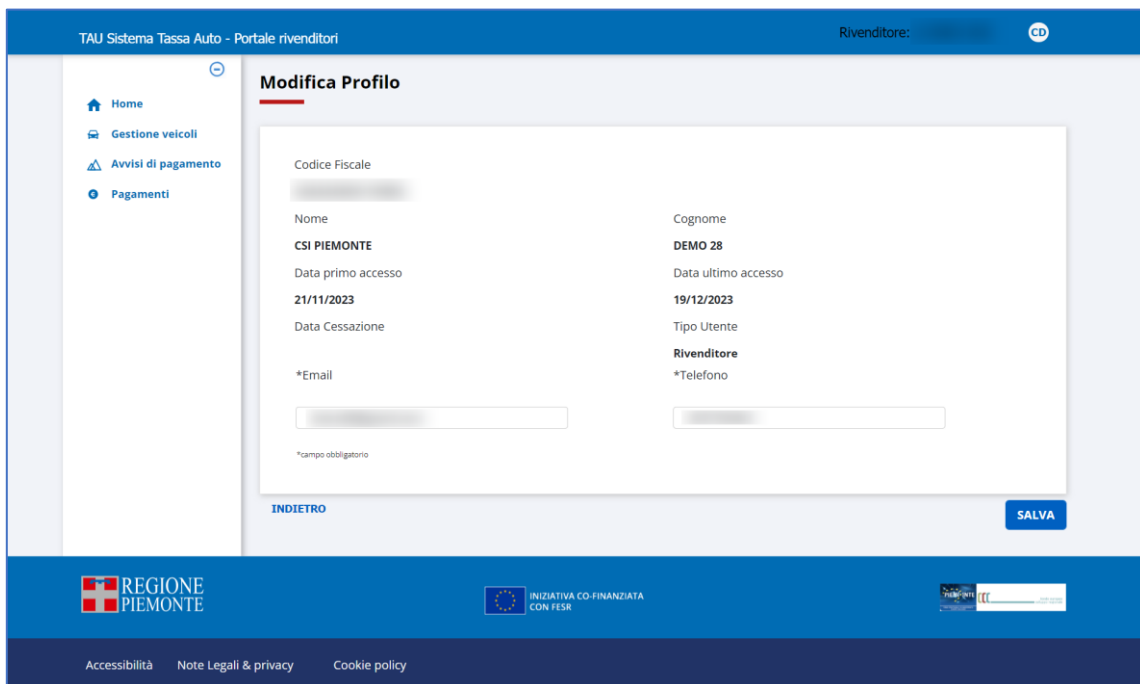 TAU Sistema Tassa Auto - Portale rivenditori
Rivenditore:
CD
Home
Gestione veicoli
Avvisi di pagamento
Pagamenti
Modifica Profilo
Codice Fiscale
Nome Cognome
CSI PIEMONTE DEMO 28
Data primo accesso Data ultimo accesso
21/11/2023 19/12/2023
Data Cessazione Tipo Utente
Rivenditore
*Email *Telefono
*campo obbligatorio
INDIETRO
SALVA
REGIONE
PIEMONTE
INIZIATIVA CO-FINANZIATA
CON FESR
Accessibilità Note Legali & privacy Cookie policy